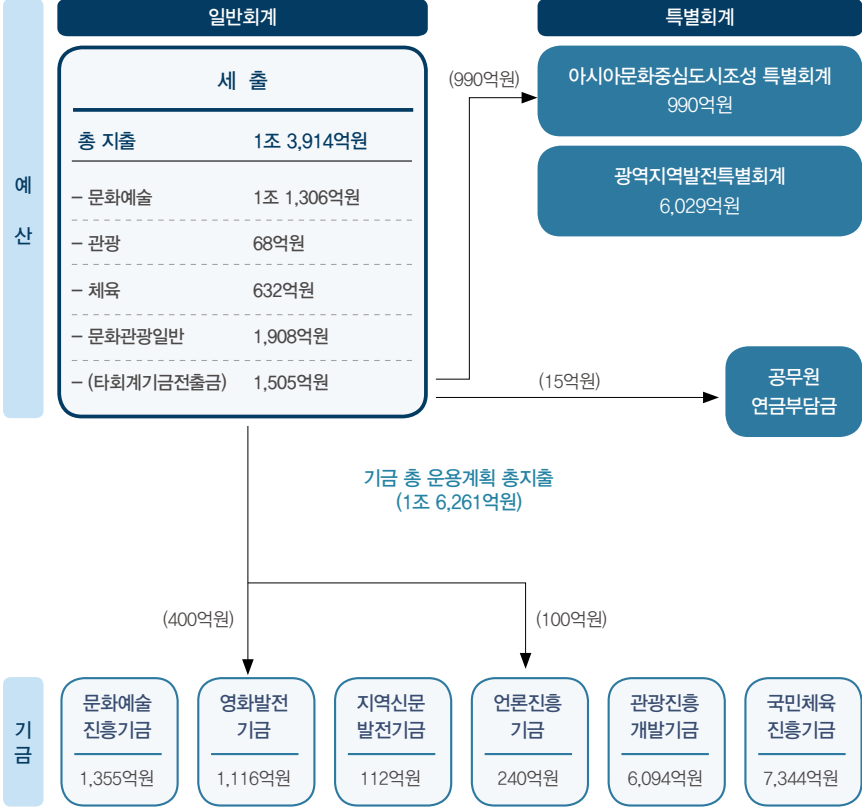 일반회계
특별회계
예
산
세 출
총 지출 1조 3,914억원
– 문화예술 1조 1,306억원
– 관광 68억원
– 체육 632억원
– 문화관광일반 1,908억원
– (타회계기금전출금) 1,505억원
(990억원)
아시아문화중심도시조성 특별회계
990억원
광역지역발전특별회계
6,029억원
(15억원)
공무원
연금부담금
기금 총 운용계획 총지출
(1조 6,261억원)
(400억원)
(100억원)
기
금
문화예술
진흥기금
1,355억원
영화발전
기금
1,116억원
지역신문
발전기금
112억원
언론진흥
기금
240억원
관광진흥
개발기금
6,094억원
국민체육
진흥기금
7,344억원